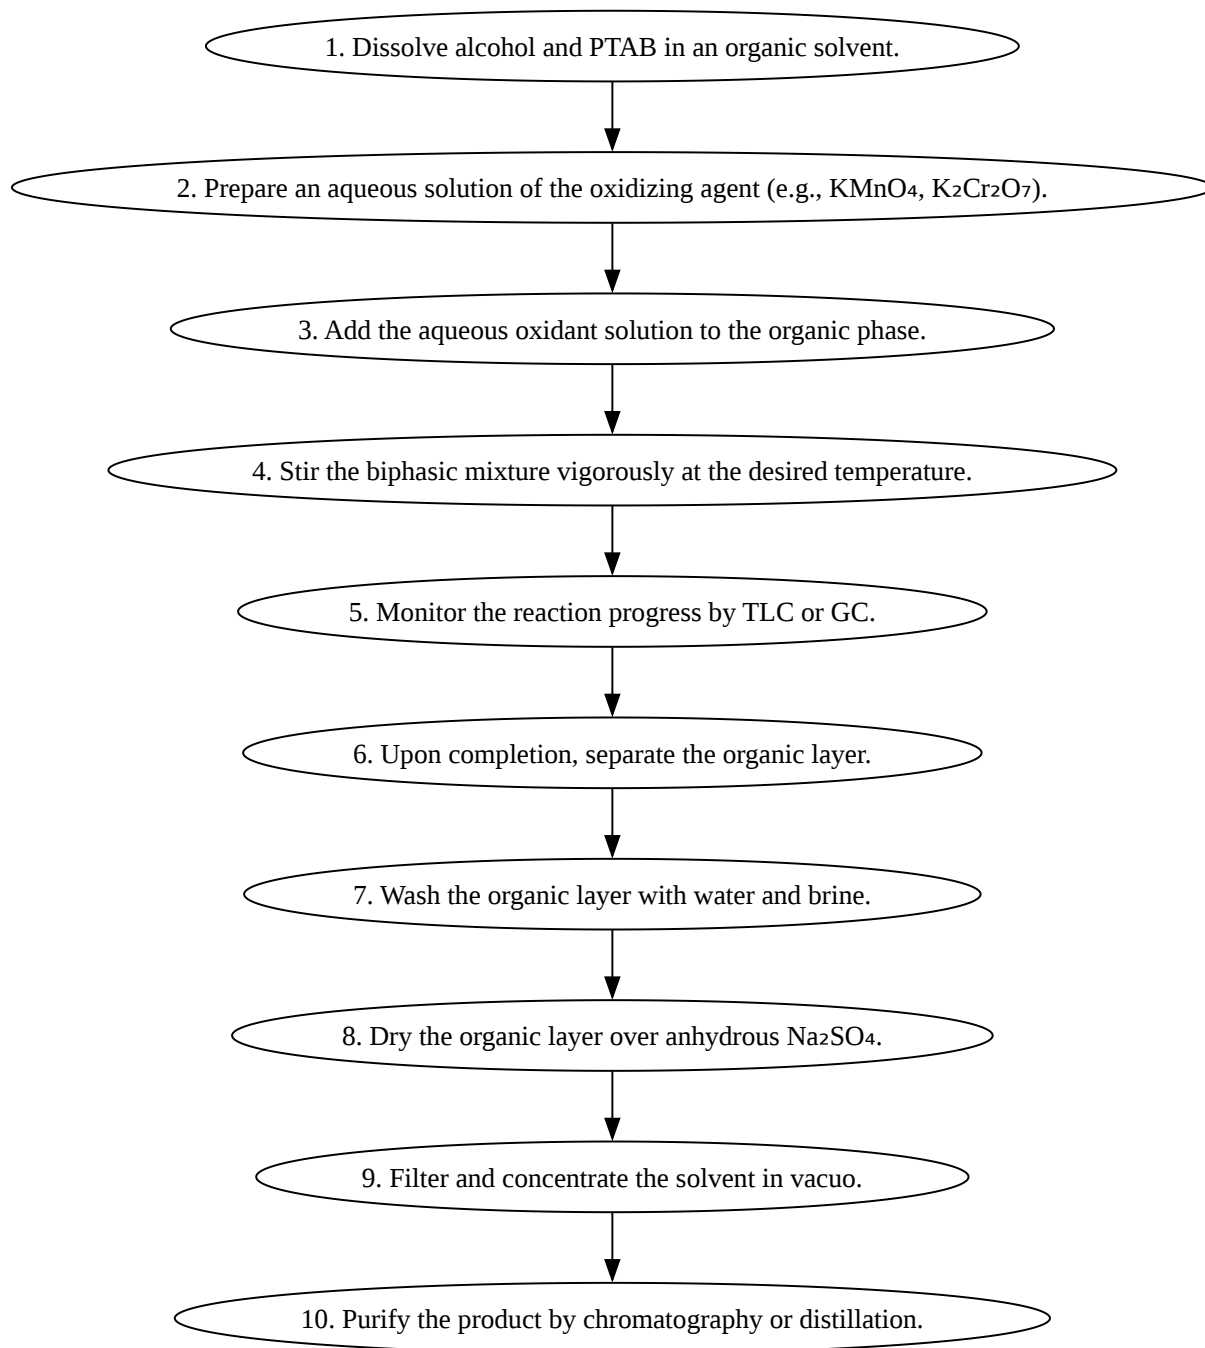 1. Dissolve alcohol and PTAB in an organic solvent.
2. Prepare an aqueous solution of the oxidizing agent (e.g., KMnO₄, K₂Cr₂O₇).
3. Add the aqueous oxidant solution to the organic phase.
4. Stir the biphasic mixture vigorously at the desired temperature.
5. Monitor the reaction progress by TLC or GC.
6. Upon completion, separate the organic layer.
7. Wash the organic layer with water and brine.
8. Dry the organic layer over anhydrous Na₂SO₄.
9. Filter and concentrate the solvent in vacuo.
10. Purify the product by chromatography or distillation.